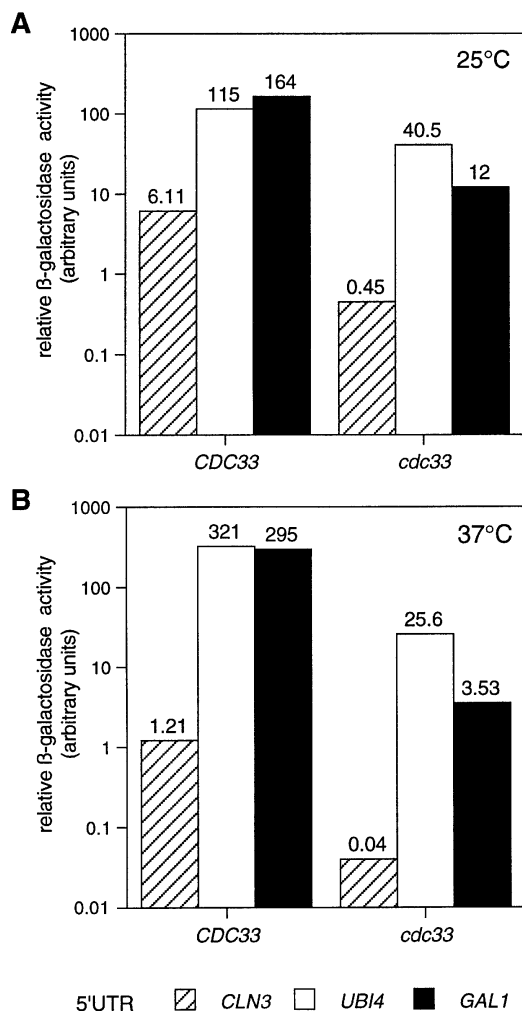 A
25°C
relative ß-galactosidase activity
(arbitrary units)
1000
100
10
1
0.1
0.01
6.11
115
164
0.45
40.5
12
CDC33
cdc33
B
37°C
relative ß-galactosidase activity
(arbitrary units)
1000
100
10
1
0.1
0.01
1.21
321
295
0.04
25.6
3.53
CDC33
cdc33
5'UTR CLN3 UBI4 GAL1